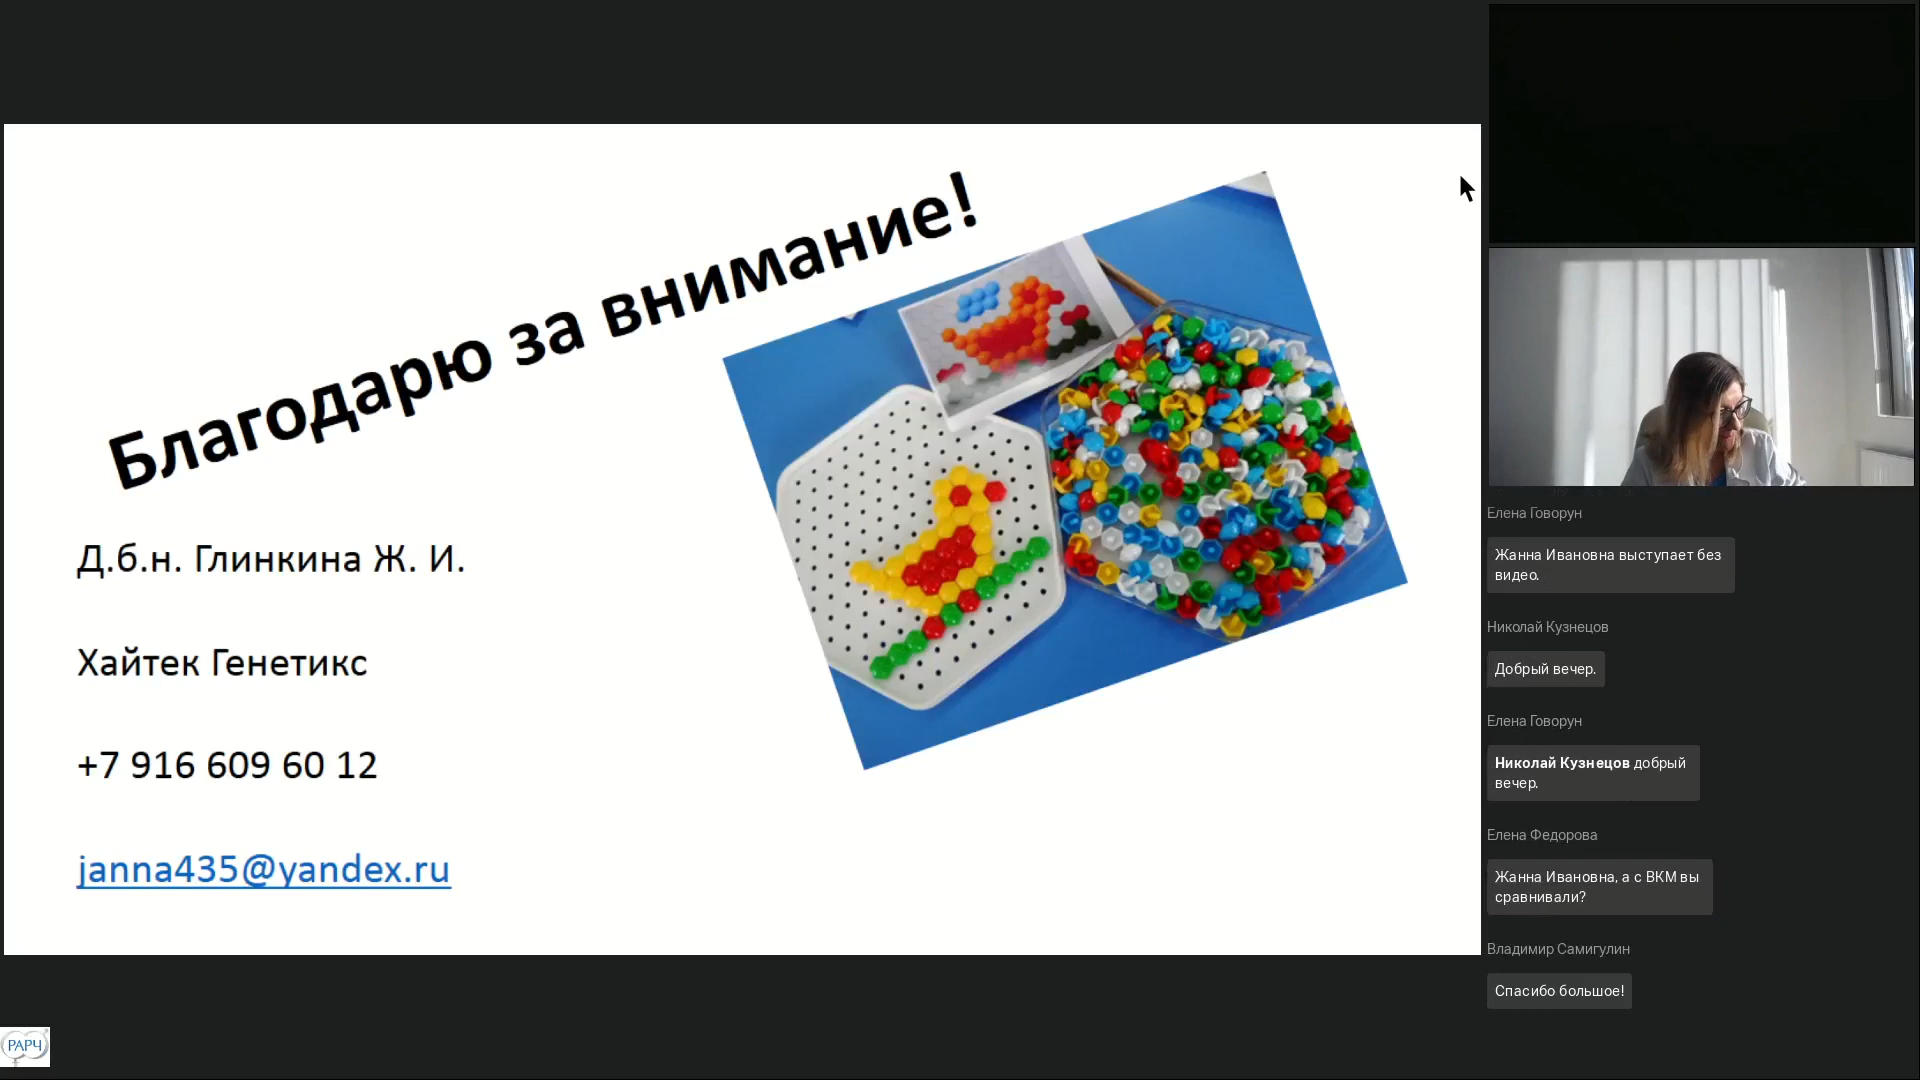 Благодарю за внимание!
Д.б.н. Глинкина Ж. И.
Хайтек Генетикс
+7 916 609 60 12
janna435@yandex.ru
Елена Говорун
Жанна Ивановна выступает без
видео.
Николай Кузнецов
Добрый вечер.
Елена Говорун
Николай Кузнецов добрый
вечер.
Елена Федорова
Жанна Ивановна, а с ВКМ вы
сравнивали?
Владимир Самигулин
Спасибо большое!
РАРЧ